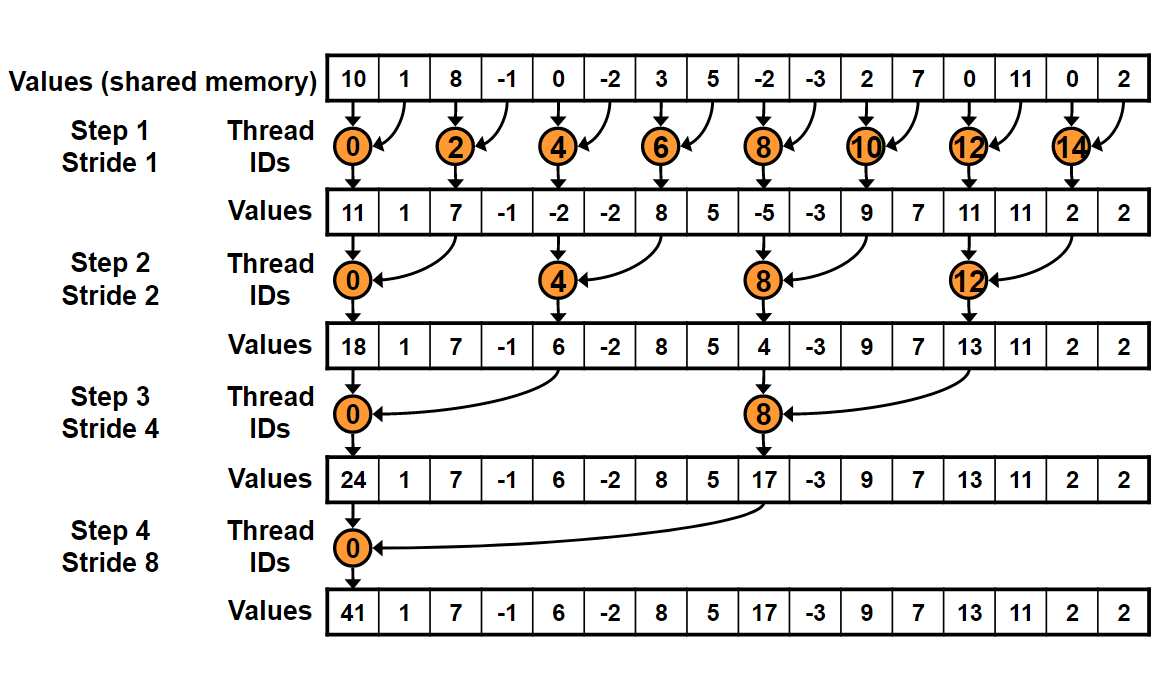 Values (shared memory) 10 1 8 -1 0 -2 3 5 -2 -3 2 7 0 11 0 2
Step 1 Thread 0 2 4 6 8 10 12 14
Stride 1 IDs
Values 11 1 7 -1 -2 -2 8 5 -5 -3 9 7 11 11 2 2
Step 2 Thread 0 4 8 12
Stride 2 IDs
Values 18 1 7 -1 6 -2 8 5 4 -3 9 7 13 11 2 2
Step 3 Thread 0 8
Stride 4 IDs
Values 24 1 7 -1 6 -2 8 5 17 -3 9 7 13 11 2 2
Step 4 Thread 0
Stride 8 IDs
Values 41 1 7 -1 6 -2 8 5 17 -3 9 7 13 11 2 2